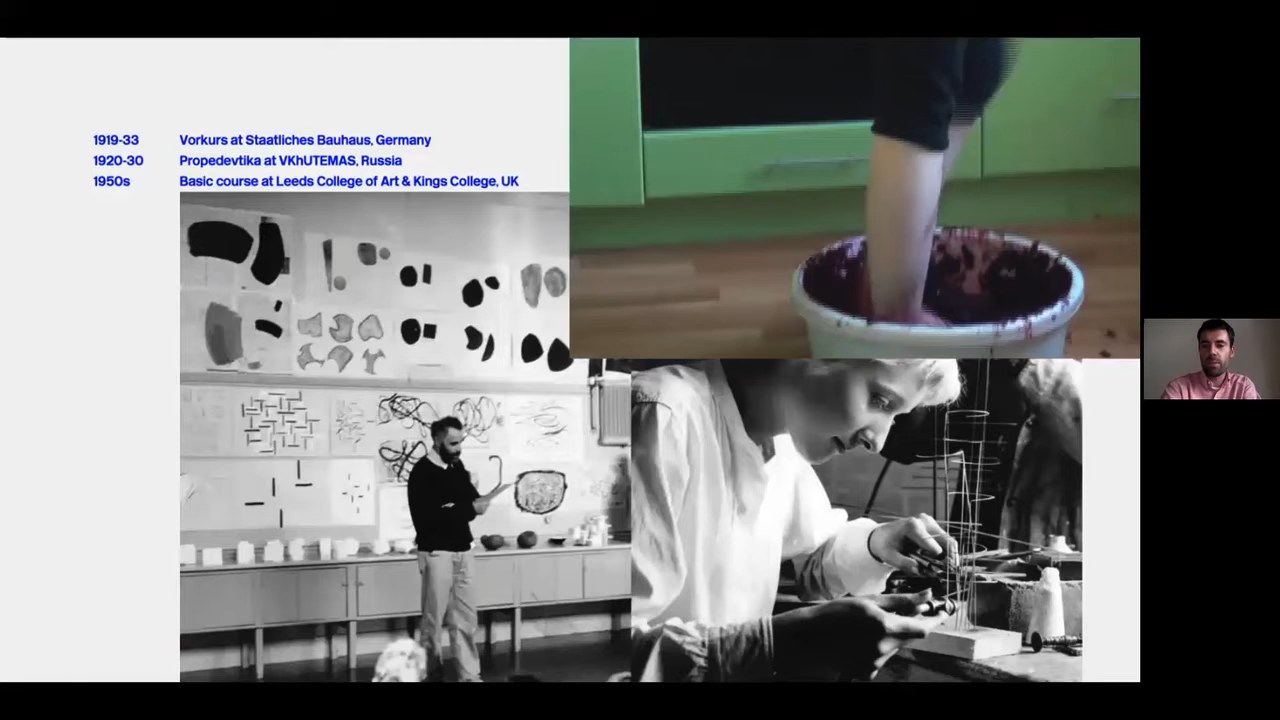 1919-33 Vorkurs at Staatliches Bauhaus, Germany
1920-30 Propedevtika at VKhUTEMAS, Russia
1950s Basic course at Leeds College of Art & Kings College, UK